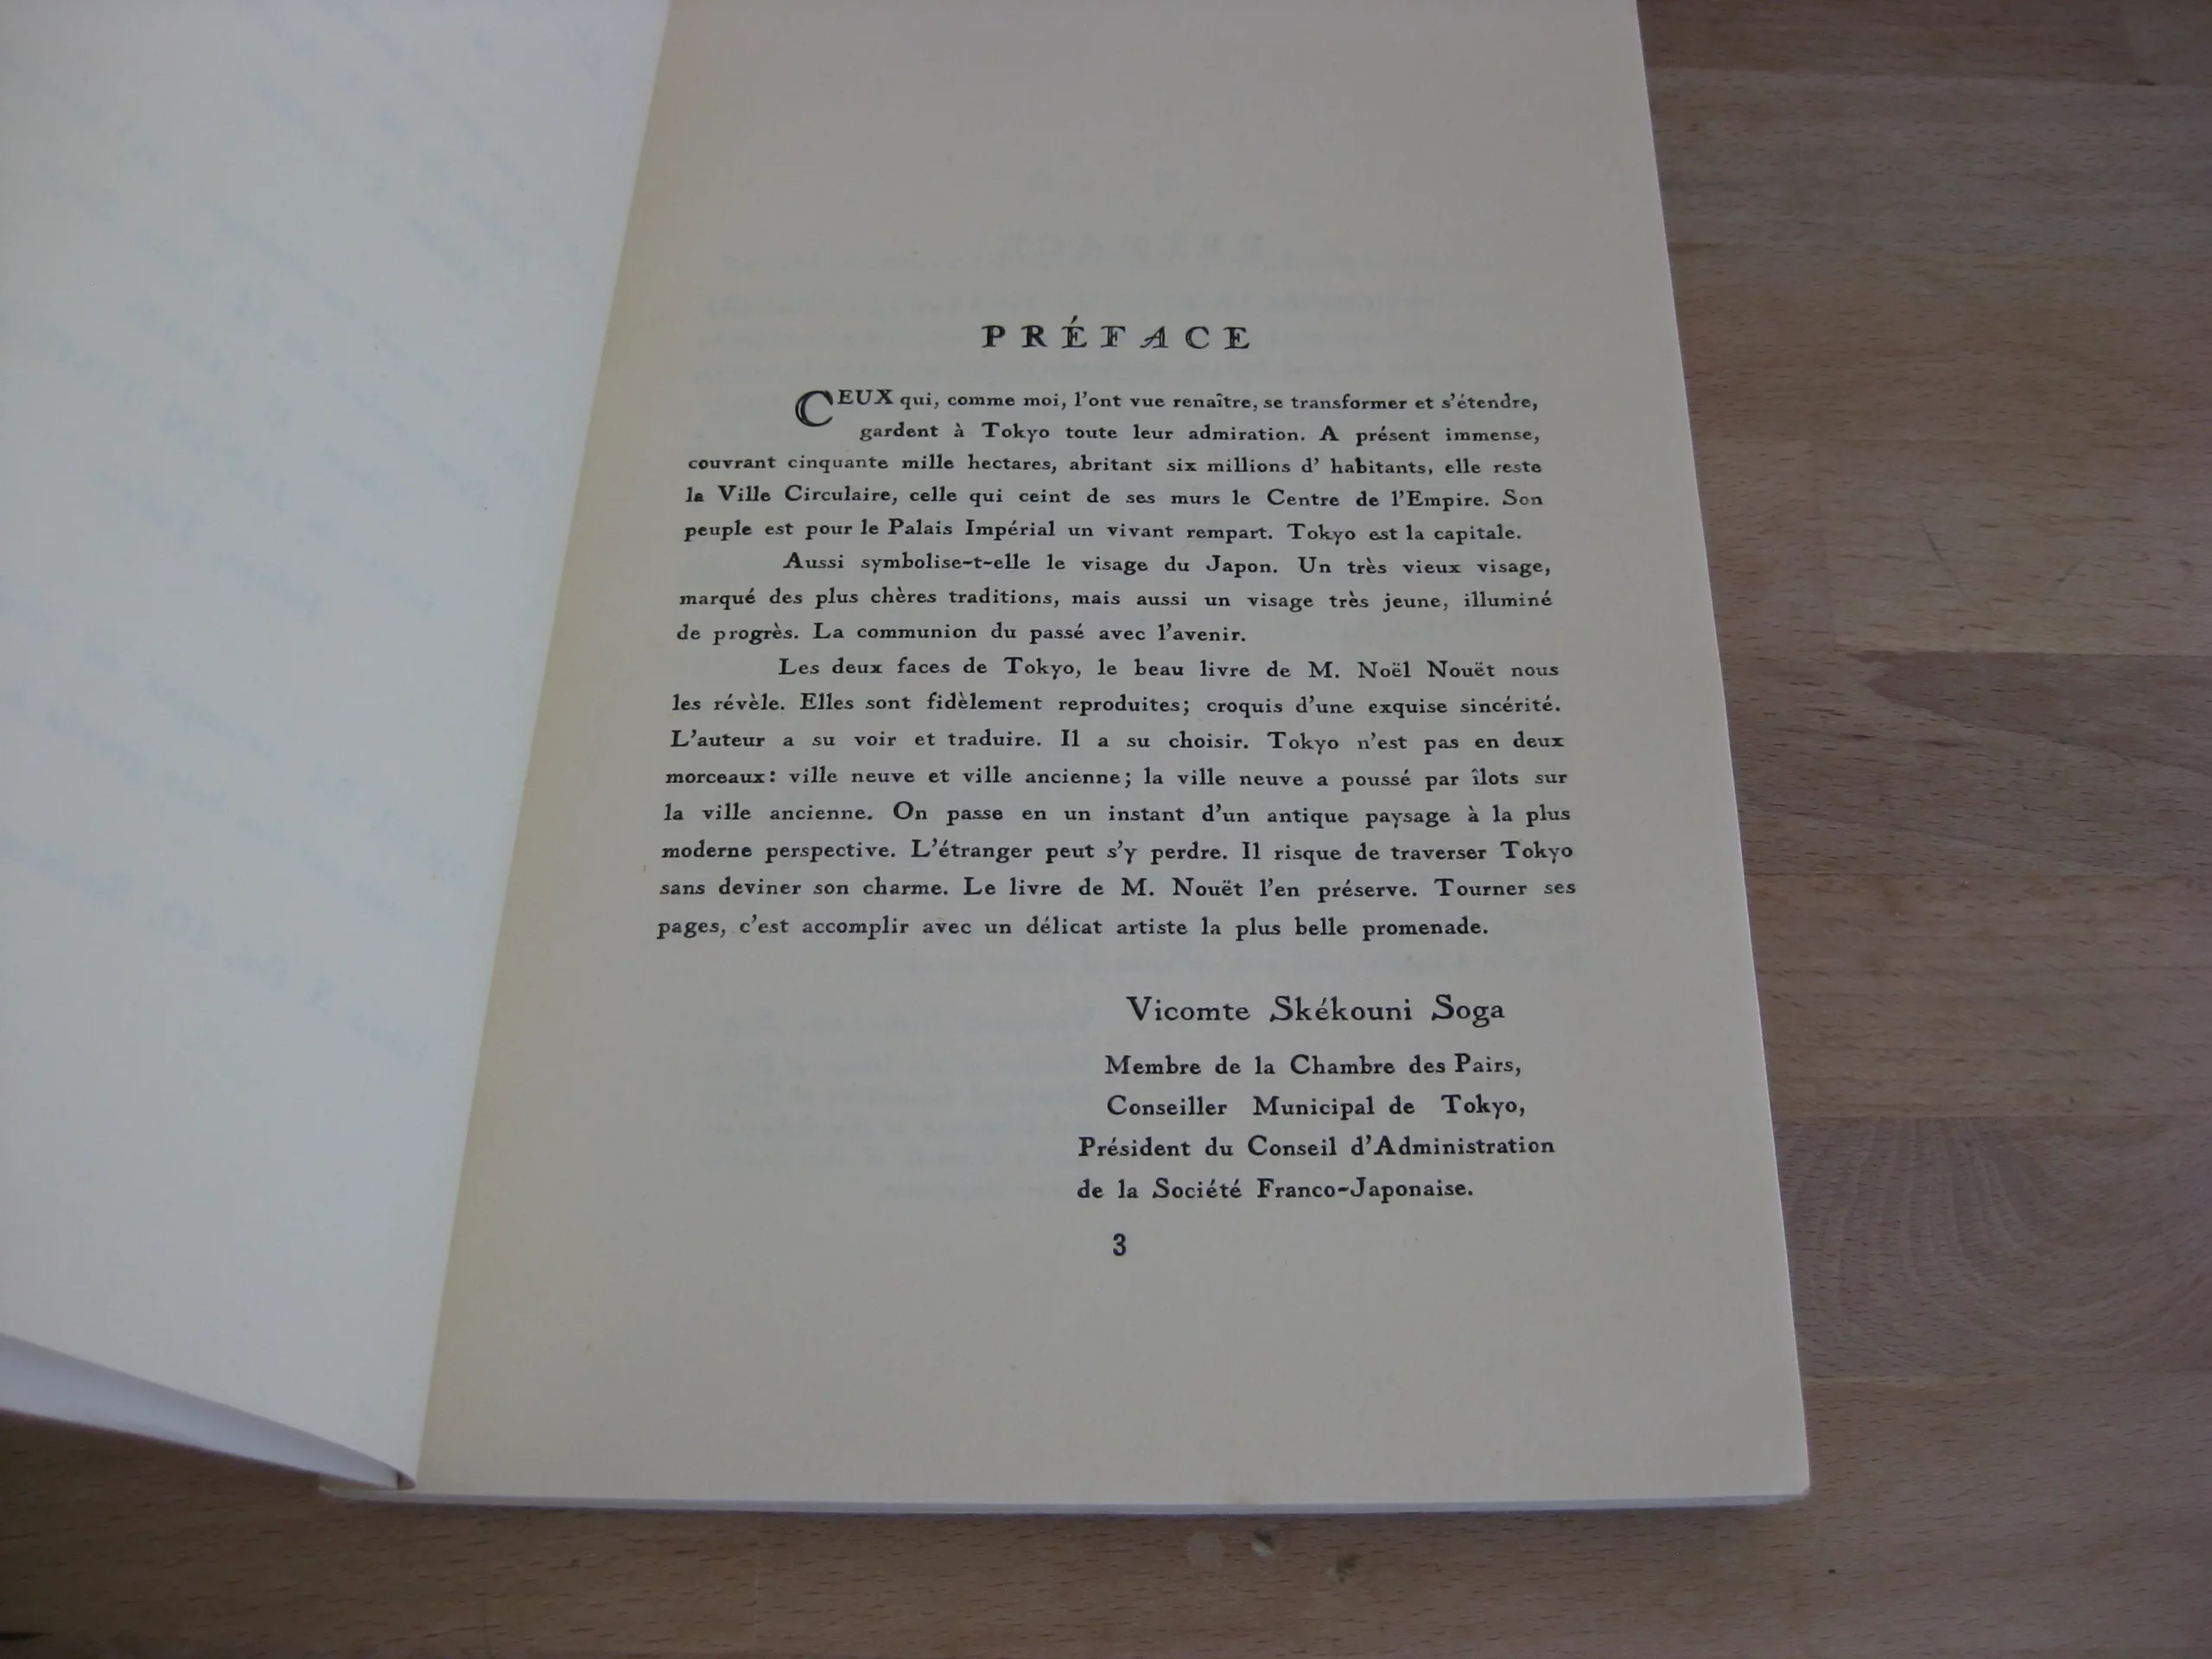 PRÉFACE
CEUX qui, comme moi, l'ont vue renaître, se transformer et s'étendre,
gardent à Tokyo toute leur admiration. A présent immense,
couvrant cinquante mille hectares, abritant six millions d' habitants, elle reste
la Ville Circulaire, celle qui ceint de ses murs le Centre de l'Empire. Son
peuple est pour le Palais Impérial un vivant rempart. Tokyo est la capitale.
Aussi symbolise-t-elle le visage du Japon. Un très vieux visage,
marqué des plus chères traditions, mais aussi un visage très jeune, illuminé
de progrès. La communion du passé avec l'avenir.
Les deux faces de Tokyo, le beau livre de M. Noël Nouët nous
les révèle. Elles sont fidèlement reproduites; croquis d'une exquise sincérité.
L'auteur a su voir et traduire. Il a su choisir. Tokyo n'est pas en deux
morceaux: ville neuve et ville ancienne; la ville neuve a poussé par îlots sur
la ville ancienne. On passe en un instant d'un antique paysage à la plus
moderne perspective. L'étranger peut s'y perdre. Il risque de traverser Tokyo
sans deviner son charme. Le livre de M. Nouët l'en préserve. Tourner ses
pages, c'est accomplir avec un délicat artiste la plus belle promenade.
Vicomte Skékouni Soga
Membre de la Chambre des Pairs,
Conseiller Municipal de Tokyo,
Président du Conseil d'Administration
de la Société Franco-Japonaise.
3